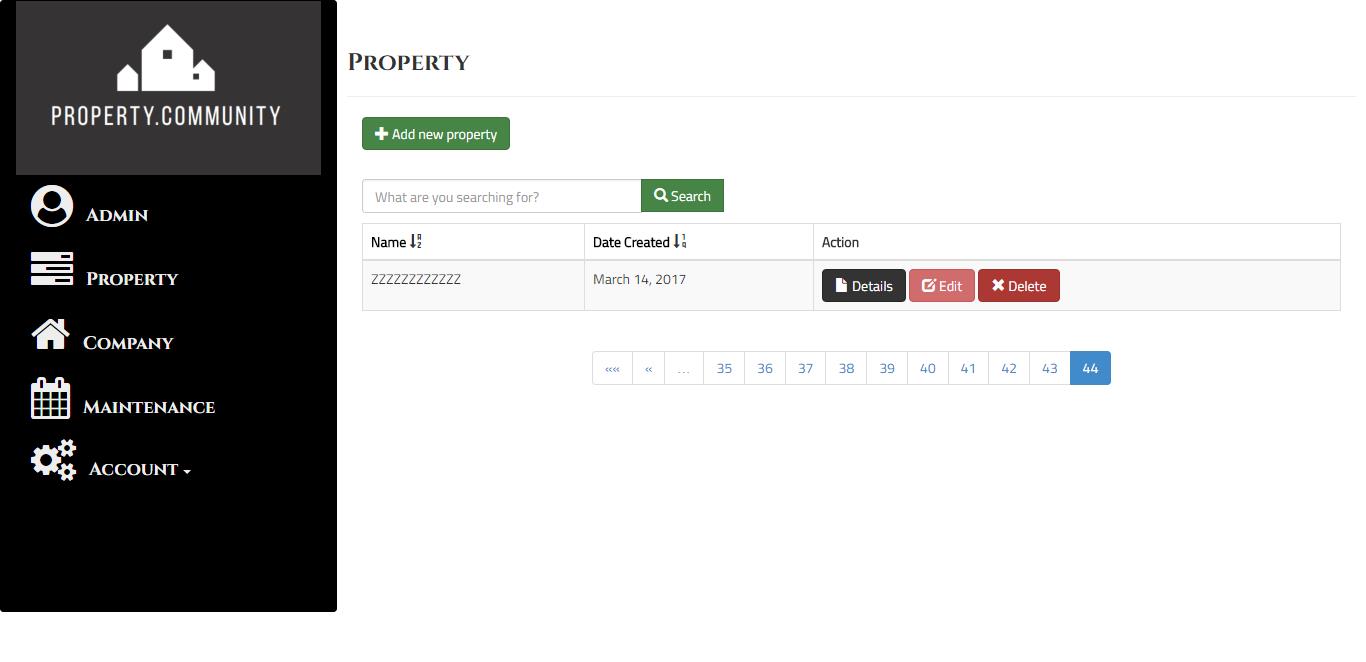 PROPERTY.COMMUNITY
Admin
Property
Company
Maintenance
Account
Property
Add new property
What are you searching for? Search
Name Date Created Action
ZZZZZZZZZZZZ March 14, 2017 Details Edit Delete
«« « … 35 36 37 38 39 40 41 42 43 44